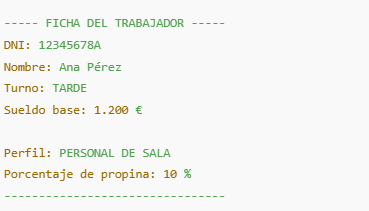 ----- FICHA DEL TRABAJADOR -----
DNI: 12345678A
Nombre: Ana Pérez
Turno: TARDE
Sueldo base: 1.200 €
Perfil: PERSONAL DE SALA
Porcentaje de propina: 10 %
--------------------------------